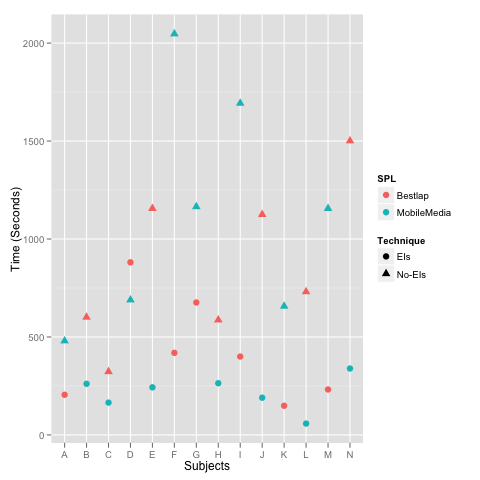 2000
1500
1000
500
0
Time (Seconds)
A B C D E F G H I J K L M N
Subjects
SPL
Bestlap
MobileMedia
Technique
EIs
No-EIs